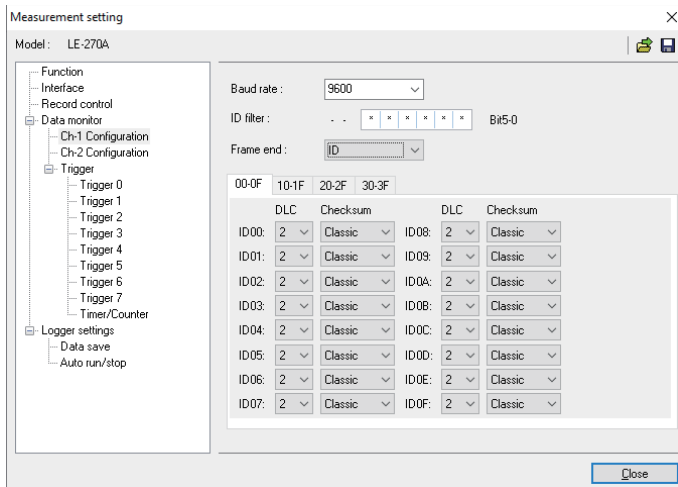 Measurement setting
Model : LE-270A
Function
Interface
Record control
Data monitor
Ch-1 Configuration
Ch-2 Configuration
Trigger
Trigger 0
Trigger 1
Trigger 2
Trigger 3
Trigger 4
Trigger 5
Trigger 6
Trigger 7
Timer/Counter
Logger settings
Data save
Auto run/stop
Baud rate : 9600
ID filter : - - * * * * * * Bit5-0
Frame end : ID
00-0F 10-1F 20-2F 30-3F
DLC Checksum DLC Checksum
ID00: 2 Classic ID08: 2 Classic
ID01: 2 Classic ID09: 2 Classic
ID02: 2 Classic ID0A: 2 Classic
ID03: 2 Classic ID0B: 2 Classic
ID04: 2 Classic ID0C: 2 Classic
ID05: 2 Classic ID0D: 2 Classic
ID06: 2 Classic ID0E: 2 Classic
ID07: 2 Classic ID0F: 2 Classic
Close